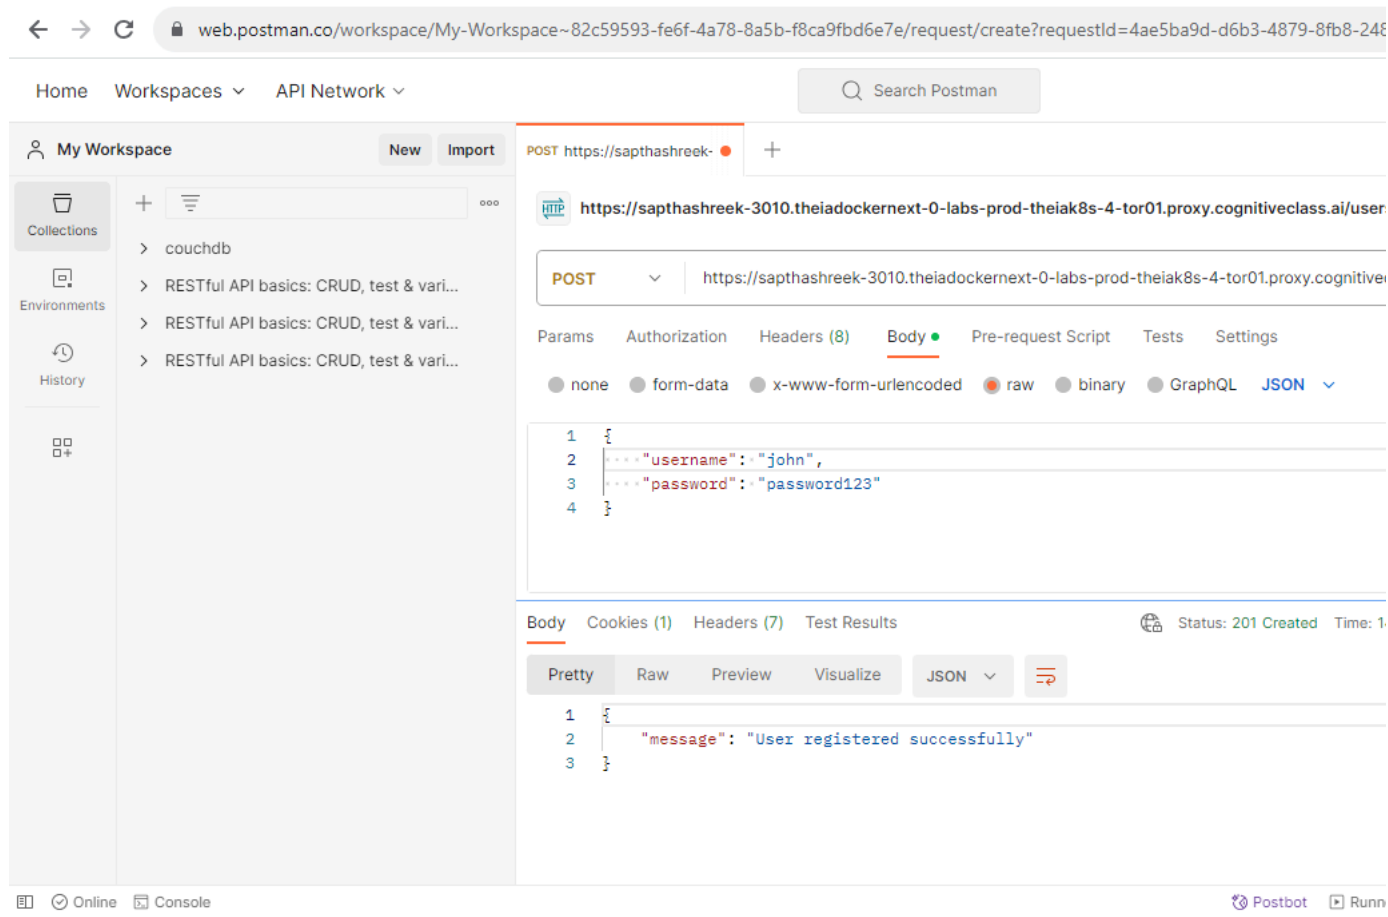 web.postman.co/workspace/My-Workspace~82c59593-fe6f-4a78-8a5b-f8ca9fbd6e7e/request/create?requestId=4ae5ba9d-d6b3-4879-8fb8-248
Home Workspaces API Network Search Postman
My Workspace New Import POST https://sapthashreek-
Collections
HTTP https://sapthashreek-3010.theiadockernext-0-labs-prod-theiak8s-4-tor01.proxy.cognitiveclass.ai/user
couchdb
RESTful API basics: CRUD, test & vari...
RESTful API basics: CRUD, test & vari...
RESTful API basics: CRUD, test & vari...
Environments
History
POST https://sapthashreek-3010.theiadockernext-0-labs-prod-theiak8s-4-tor01.proxy.cognitivec
Params Authorization Headers (8) Body Pre-request Script Tests Settings
none form-data x-www-form-urlencoded raw binary GraphQL JSON
1 {
2 "username": "john",
3 "password": "password123"
4 }
Body Cookies (1) Headers (7) Test Results Status: 201 Created Time: 14
Pretty Raw Preview Visualize JSON
1 {
2 "message": "User registered successfully"
3 }
Online Console Postbot Runn